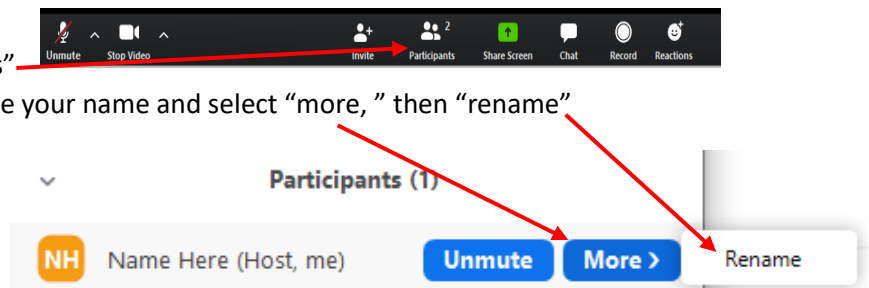 2
Unmute Stop Video Invite Participants Share Screen Chat Record Reactions
s”
e your name and select “more, ” then “rename”
Participants (1)
NH Name Here (Host, me) Unmute More > Rename